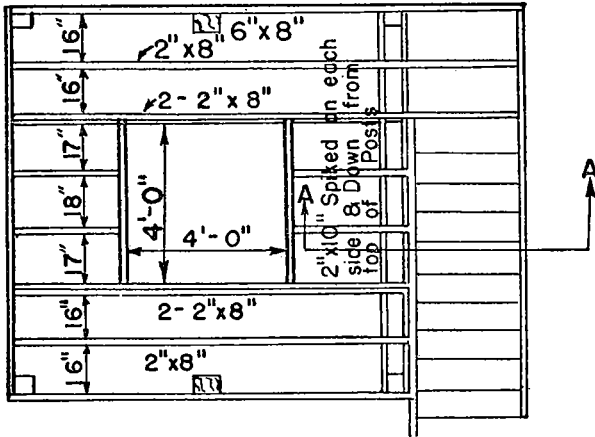 16"
6"x8"
2"x8"
16"
2-2"x8"
17"
18"
17"
4'-0"
4'-0"
2"x10" Spiked on each
side & Down from
top of Posts
A
A
16"
2-2"x8"
16"
2"x8"